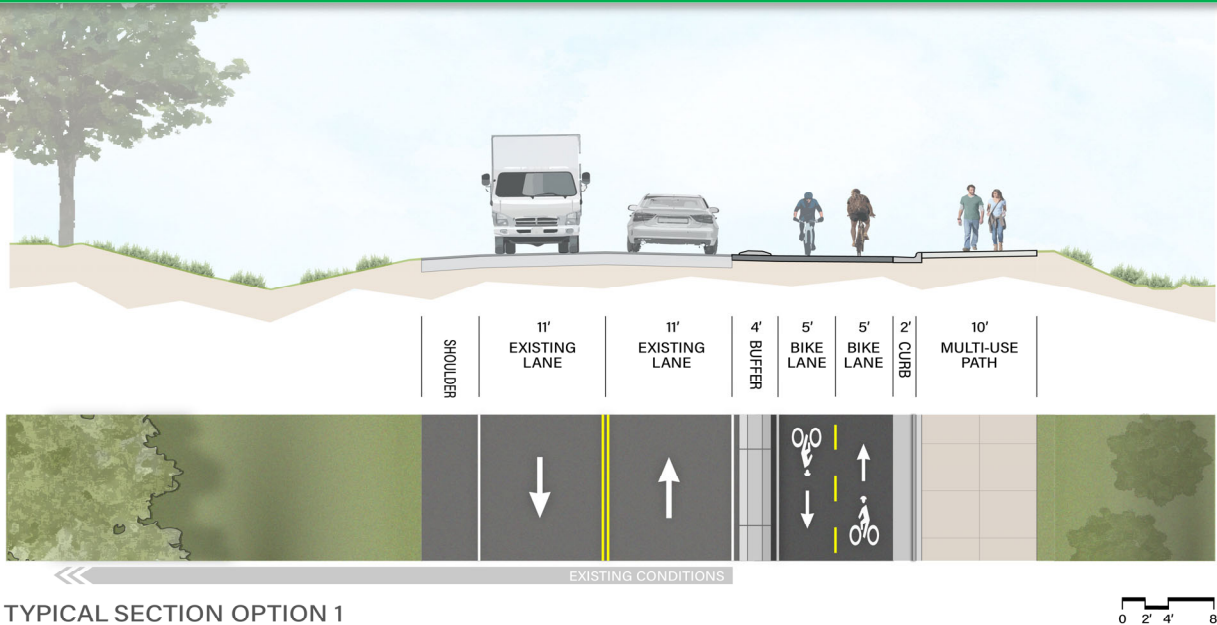 SHOULDER
11'
EXISTING
LANE
11'
EXISTING
LANE
4'
BUFFER
5'
BIKE
LANE
5'
BIKE
LANE
2'
CURB
10'
MULTI-USE
PATH
EXISTING CONDITIONS
TYPICAL SECTION OPTION 1
0 2' 4' 8